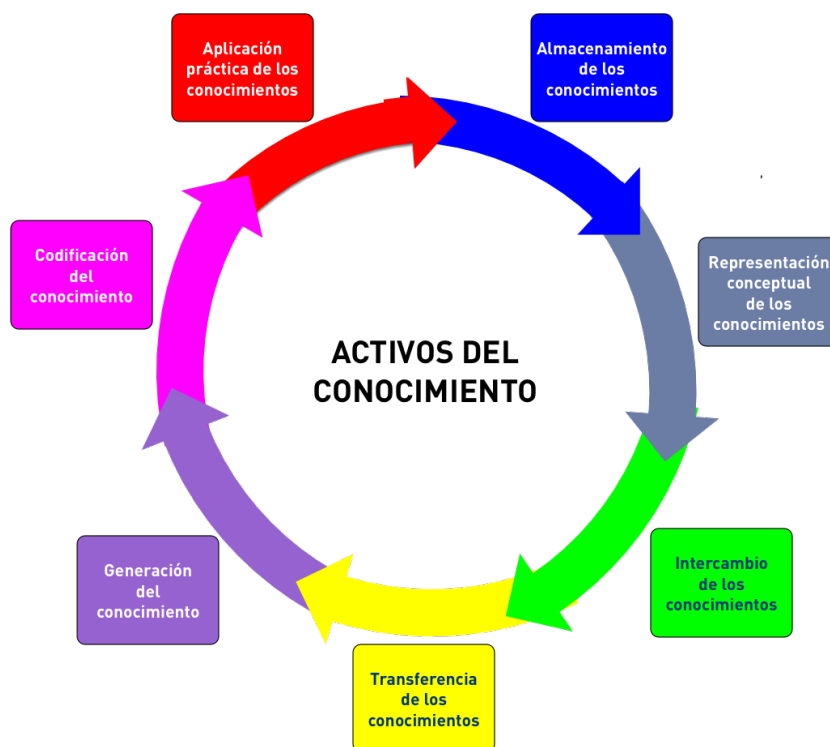 Aplicación
práctica de los
conocimientos
Almacenamiento
de los
conocimientos
Representación
conceptual
de los
conocimientos
Intercambio
de los
conocimientos
Transferencia
de los
conocimientos
Generación
del
conocimiento
Codificación
del
conocimiento
ACTIVOS DEL
CONOCIMIENTO